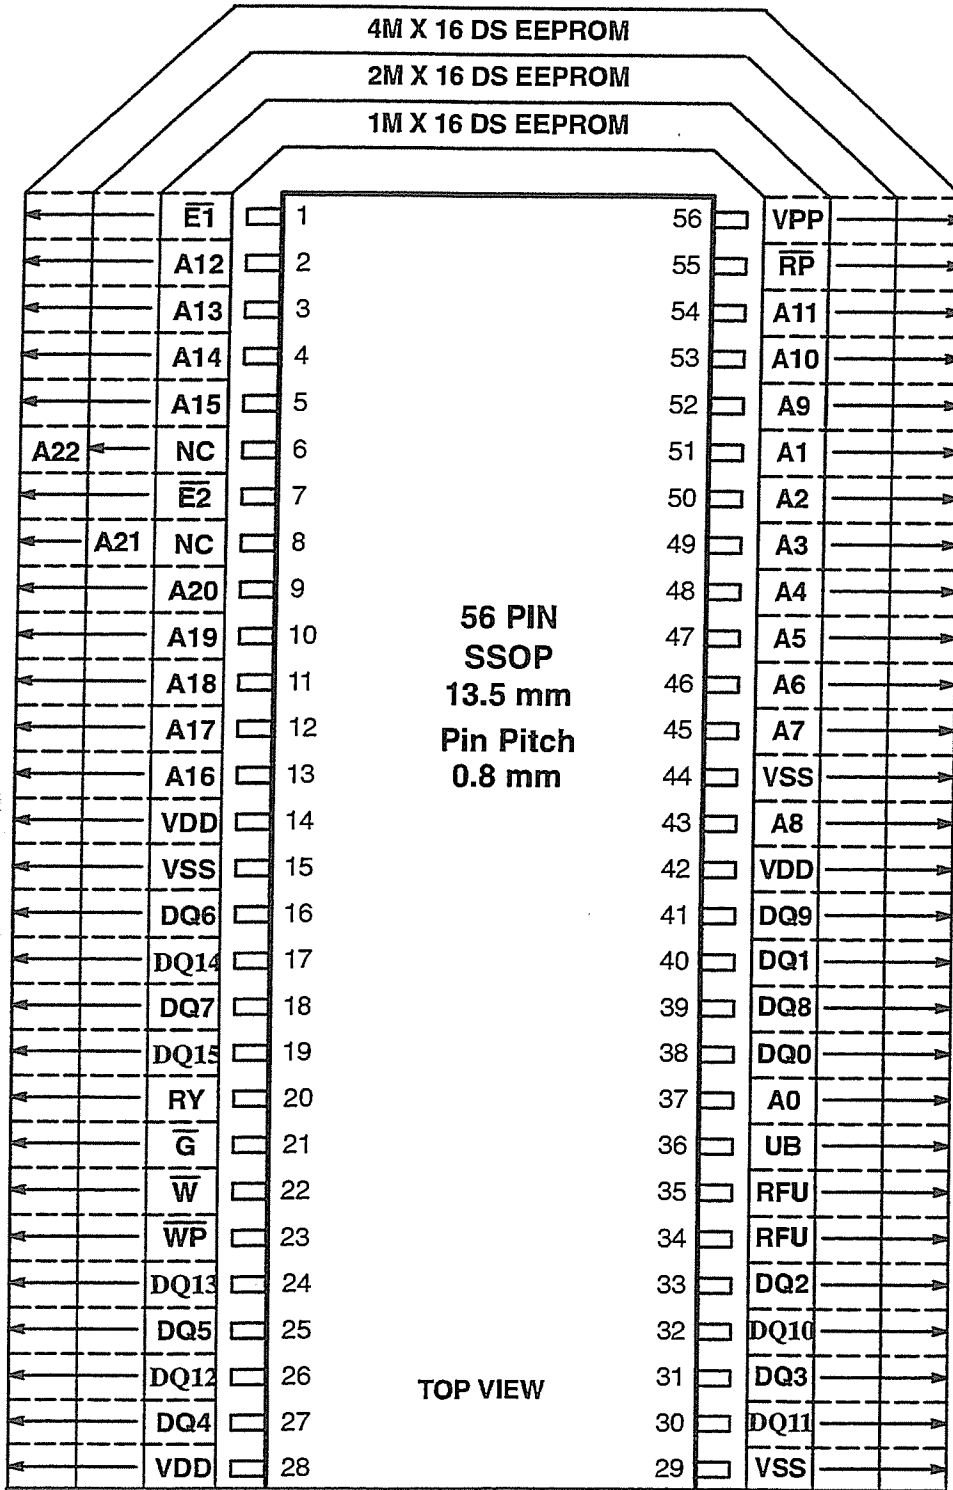 4M X 16 DS EEPROM
2M X 16 DS EEPROM
1M X 16 DS EEPROM
E̅1̅ 1 56 VPP
A12 2 55 R̅P̅
A13 3 54 A11
A14 4 53 A10
A15 5 52 A9
A22 NC 6 51 A1
E̅2̅ 7 50 A2
A21 NC 8 49 A3
A20 9 48 A4
A19 10 47 A5
A18 11 46 A6
A17 12 45 A7
A16 13 44 VSS
VDD 14 43 A8
VSS 15 42 VDD
DQ6 16 41 DQ9
DQ14 17 40 DQ1
DQ7 18 39 DQ8
DQ15 19 38 DQ0
RY 20 37 A0
G̅ 21 36 UB
W̅ 22 35 RFU
W̅P̅ 23 34 RFU
DQ13 24 33 DQ2
DQ5 25 32 DQ10
DQ12 26 31 DQ3
DQ4 27 30 DQ11
VDD 28 29 VSS
56 PIN
SSOP
13.5 mm
Pin Pitch
0.8 mm
TOP VIEW